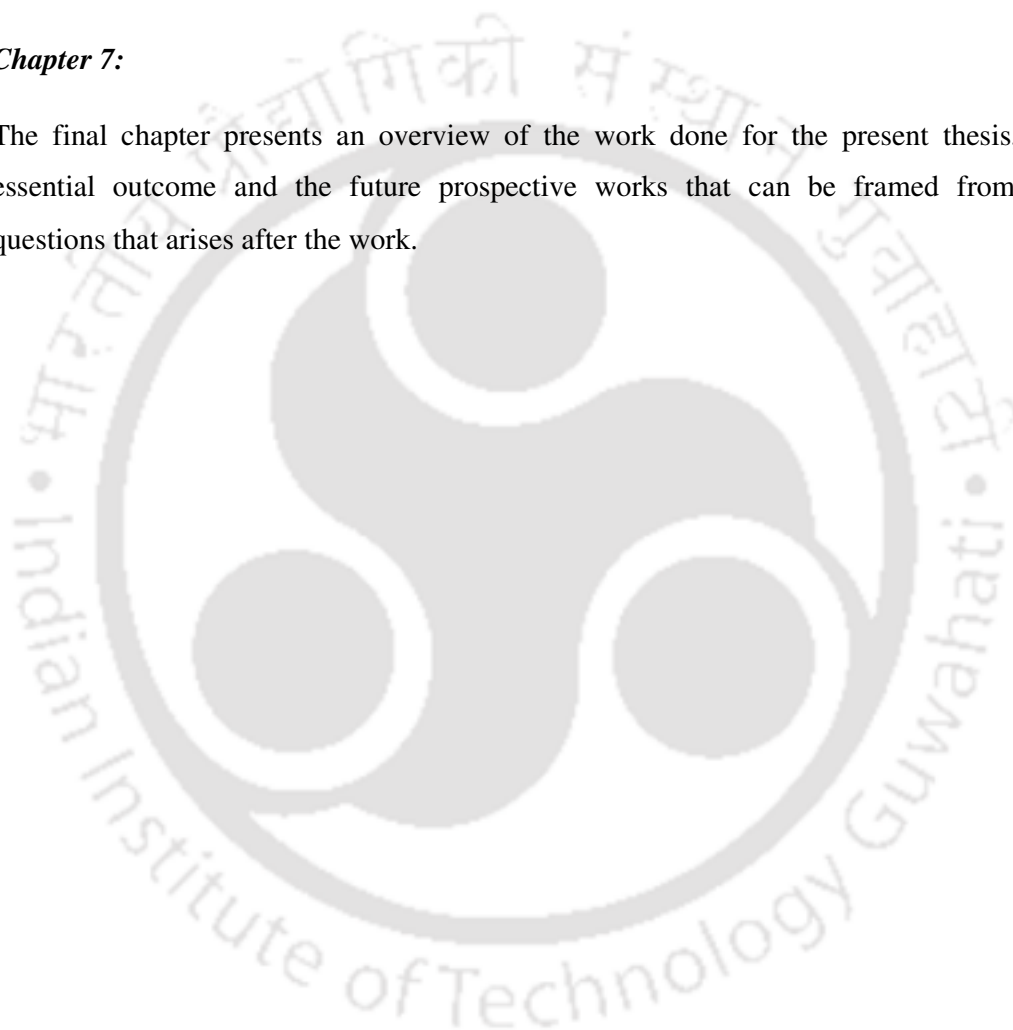 Chapter 7:
The final chapter presents an overview of the work done for the present thesis.
essential outcome and the future prospective works that can be framed from
questions that arises after the work.
भारतीय प्रौद्योगिकी संस्थान गुवाहाटी
Indian Institute of Technology Guwahati